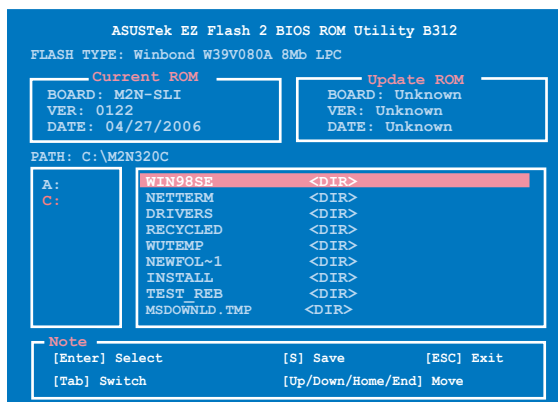 ASUSTek EZ Flash 2 BIOS ROM Utility B312
FLASH TYPE: Winbond W39V080A 8Mb LPC
Current ROM
BOARD: M2N-SLI
VER: 0122
DATE: 04/27/2006
Update ROM
BOARD: Unknown
VER: Unknown
DATE: Unknown
PATH: C:\M2N320C
A:
C:
WIN98SE <DIR>
NETTERM <DIR>
DRIVERS <DIR>
RECYCLED <DIR>
WUTEMP <DIR>
NEWFOL~1 <DIR>
INSTALL <DIR>
TEST_REB <DIR>
MSDOWNLD.TMP <DIR>
Note
[Enter] Select [S] Save [ESC] Exit
[Tab] Switch [Up/Down/Home/End] Move